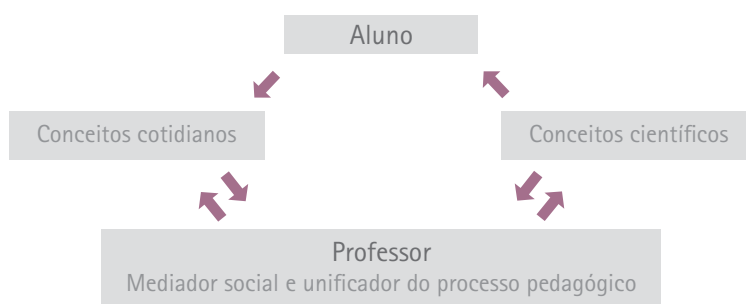 Aluno
Conceitos cotidianos
Conceitos científicos
Professor
Mediador social e unificador do processo pedagógico